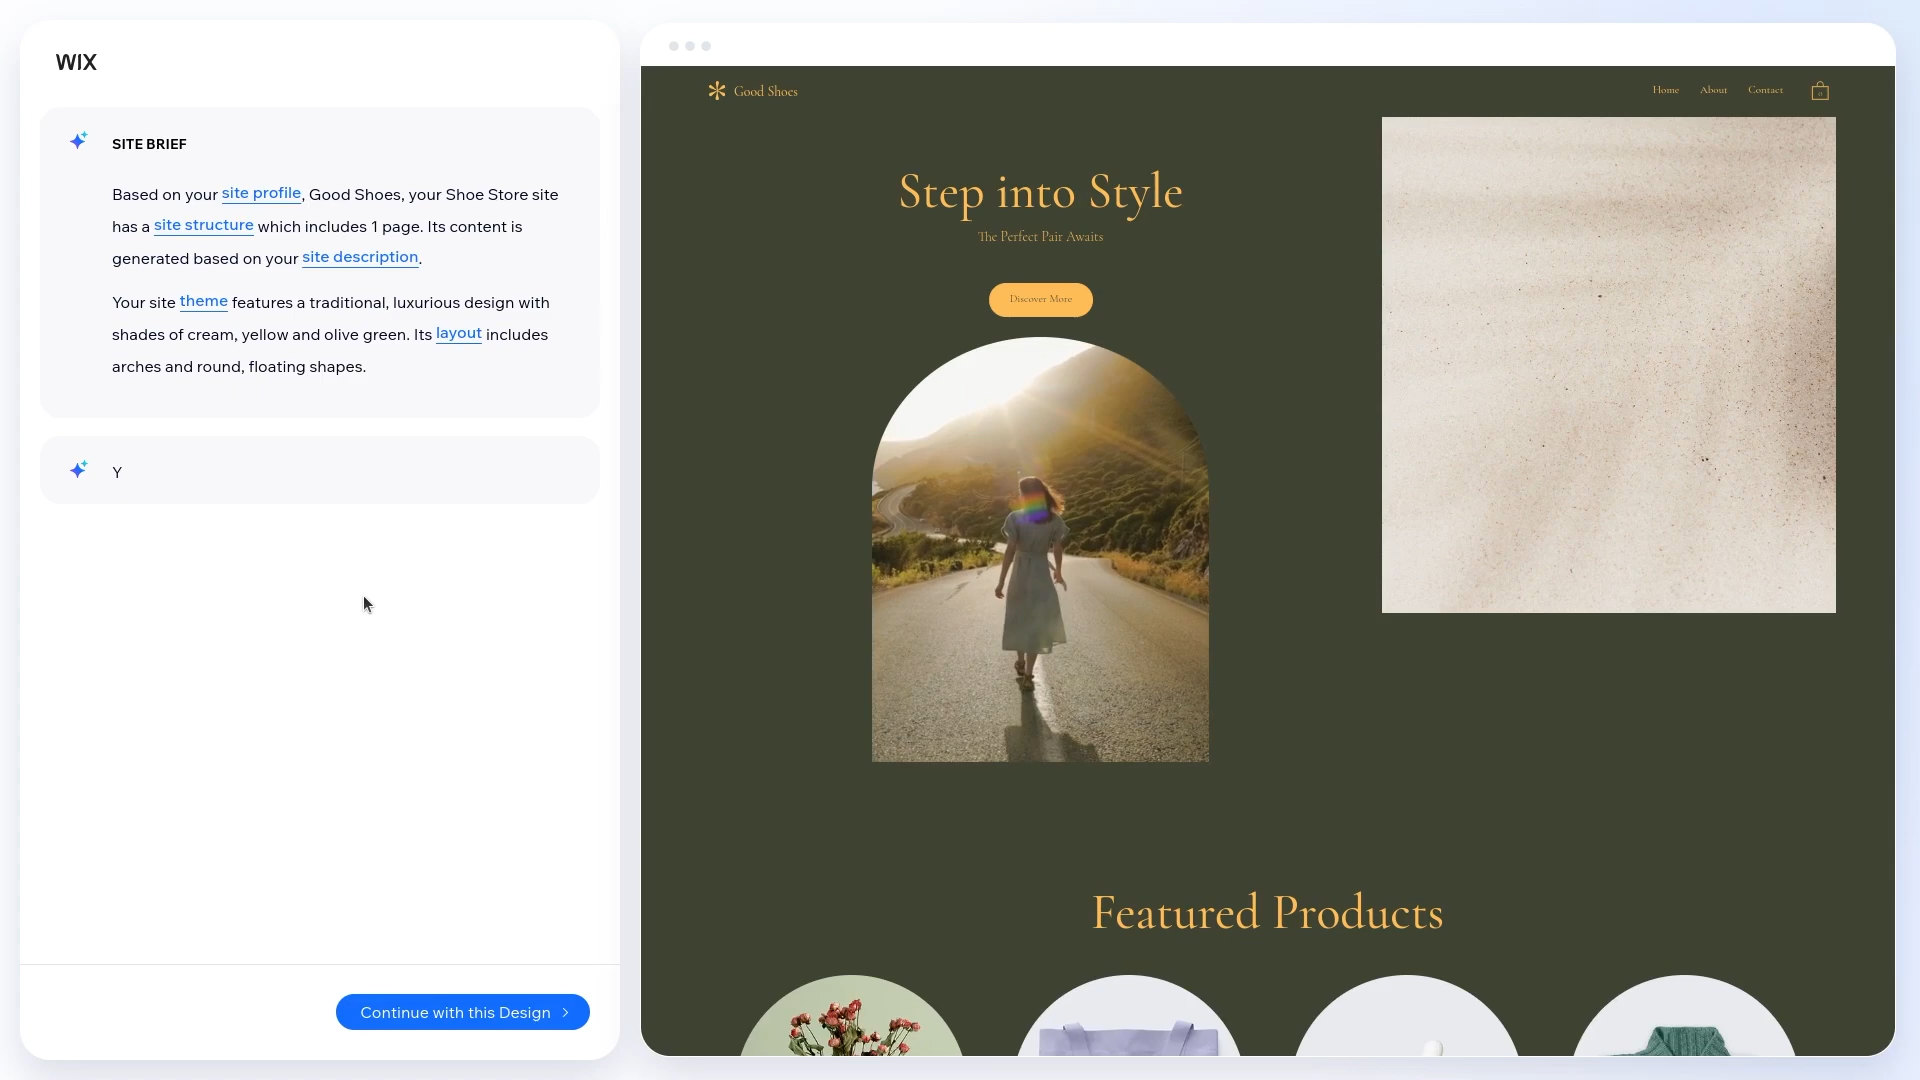 WIX
SITE BRIEF
Based on your site profile, Good Shoes, your Shoe Store site
has a site structure which includes 1 page. Its content is
generated based on your site description.
Your site theme features a traditional, luxurious design with
shades of cream, yellow and olive green. Its layout includes
arches and round, floating shapes.
Y
Continue with this Design
Good Shoes
Home About Contact
0
Step into Style
The Perfect Pair Awaits
Discover More
Featured Products